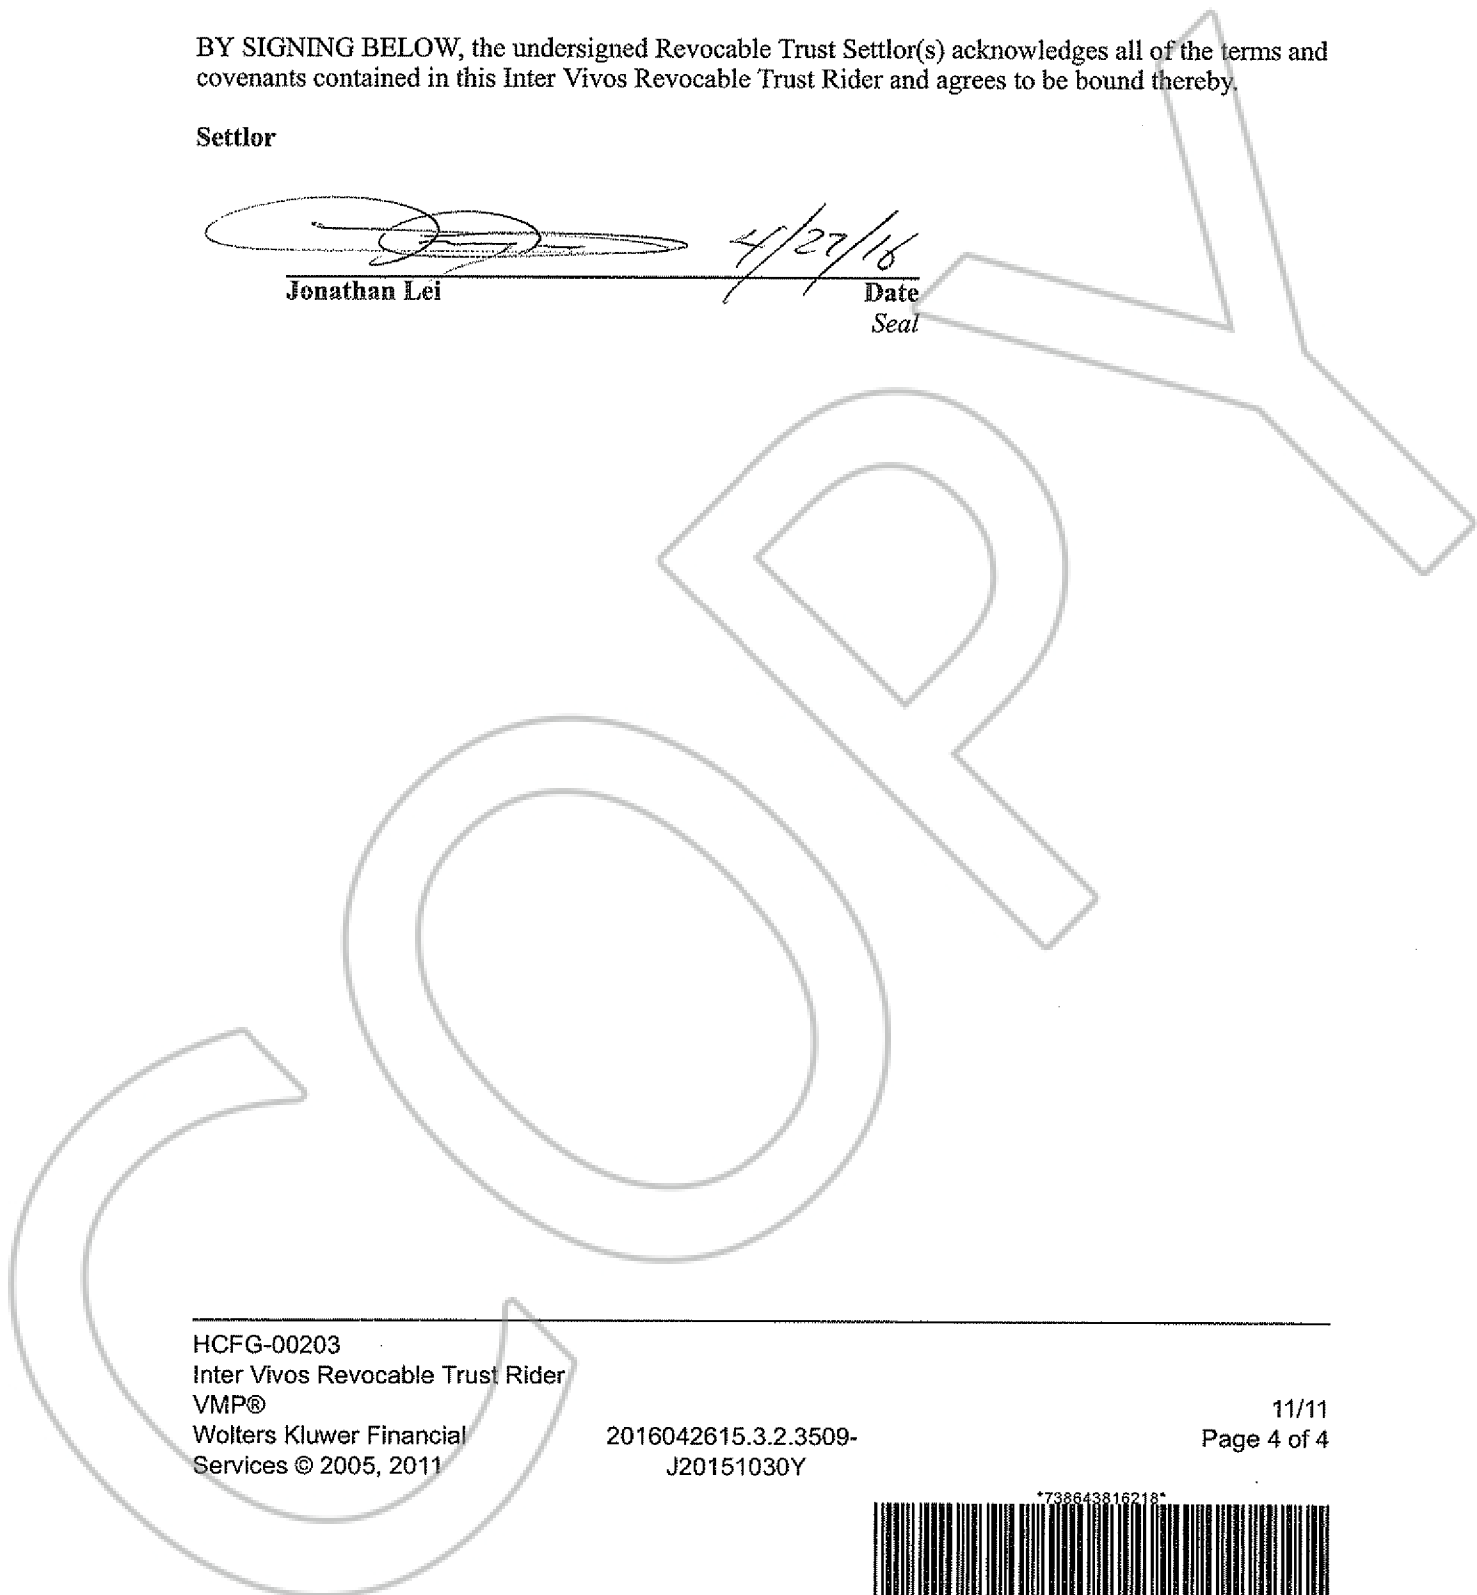 BY SIGNING BELOW, the undersigned Revocable Trust Settlor(s) acknowledges all of the terms and
covenants contained in this Inter Vivos Revocable Trust Rider and agrees to be bound thereby.
Settlor
4/27/16
Jonathan Lei Date
Seal
COPY
HCFG-00203
Inter Vivos Revocable Trust Rider
VMP®
Wolters Kluwer Financial
Services © 2005, 2011
2016042615.3.2.3509-
J20151030Y
11/11
Page 4 of 4
*738643816218*